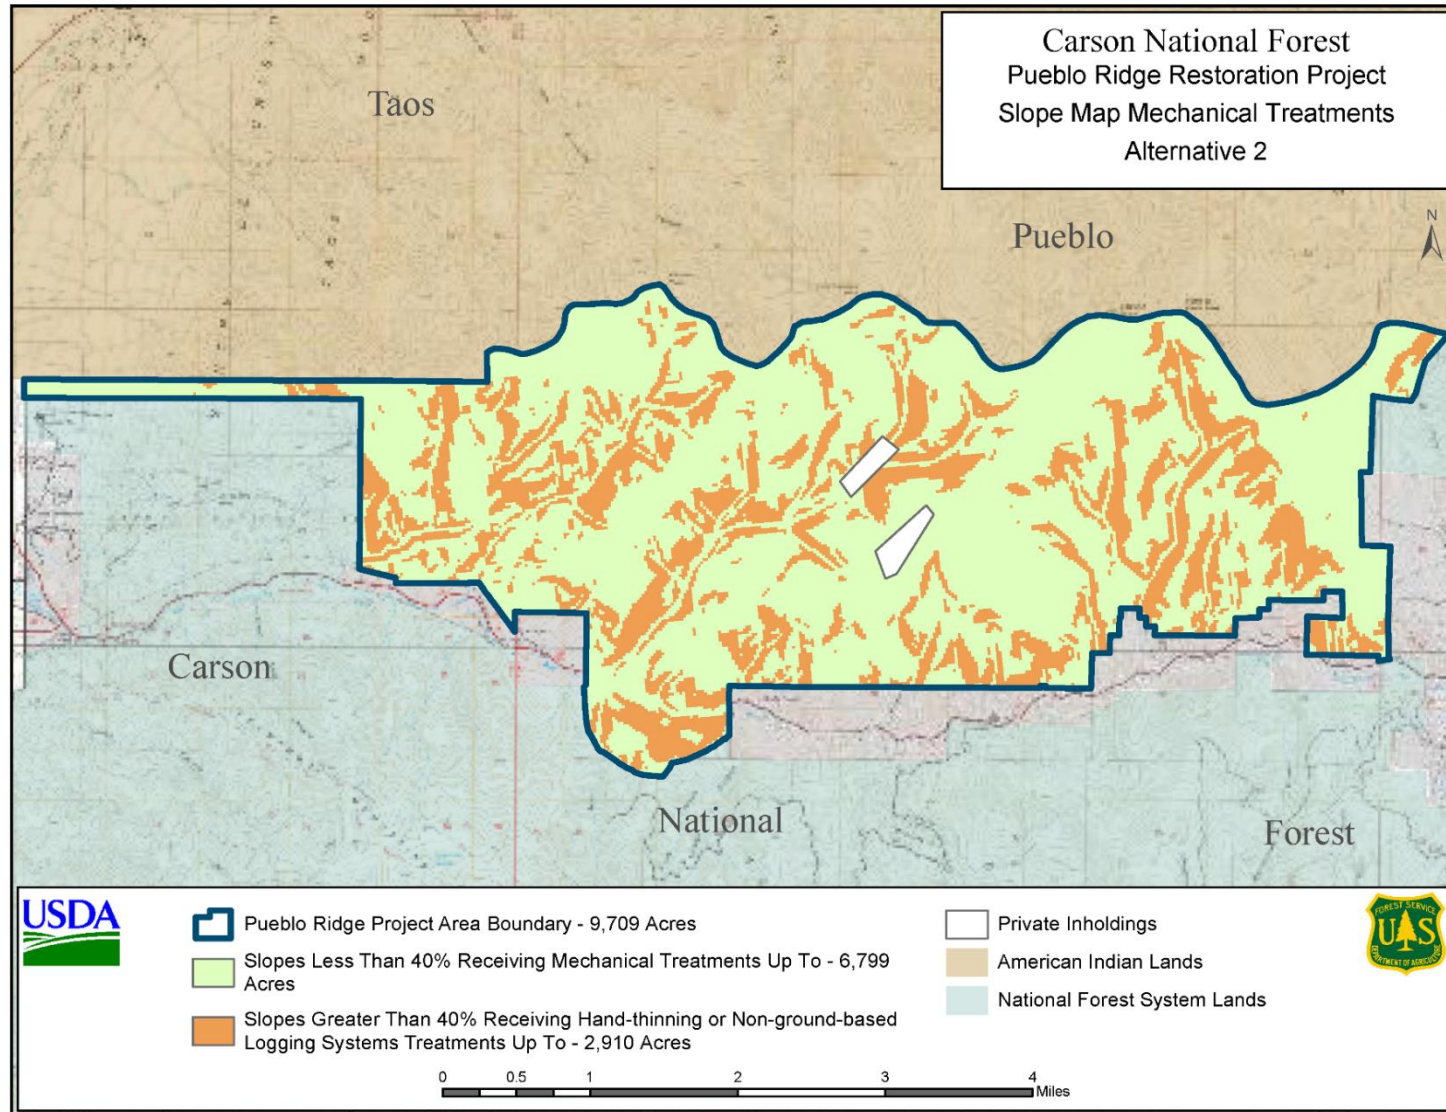 Carson National Forest
Pueblo Ridge Restoration Project
Slope Map Mechanical Treatments
Alternative 2
Taos
Pueblo
N
Carson
National
Forest
USDA
Pueblo Ridge Project Area Boundary - 9,709 Acres
Slopes Less Than 40% Receiving Mechanical Treatments Up To - 6,799
Acres
Slopes Greater Than 40% Receiving Hand-thinning or Non-ground-based
Logging Systems Treatments Up To - 2,910 Acres
Private Inholdings
American Indian Lands
National Forest System Lands
FOREST SERVICE
U S
DEPARTMENT OF AGRICULTURE
0 0.5 1 2 3 4
Miles